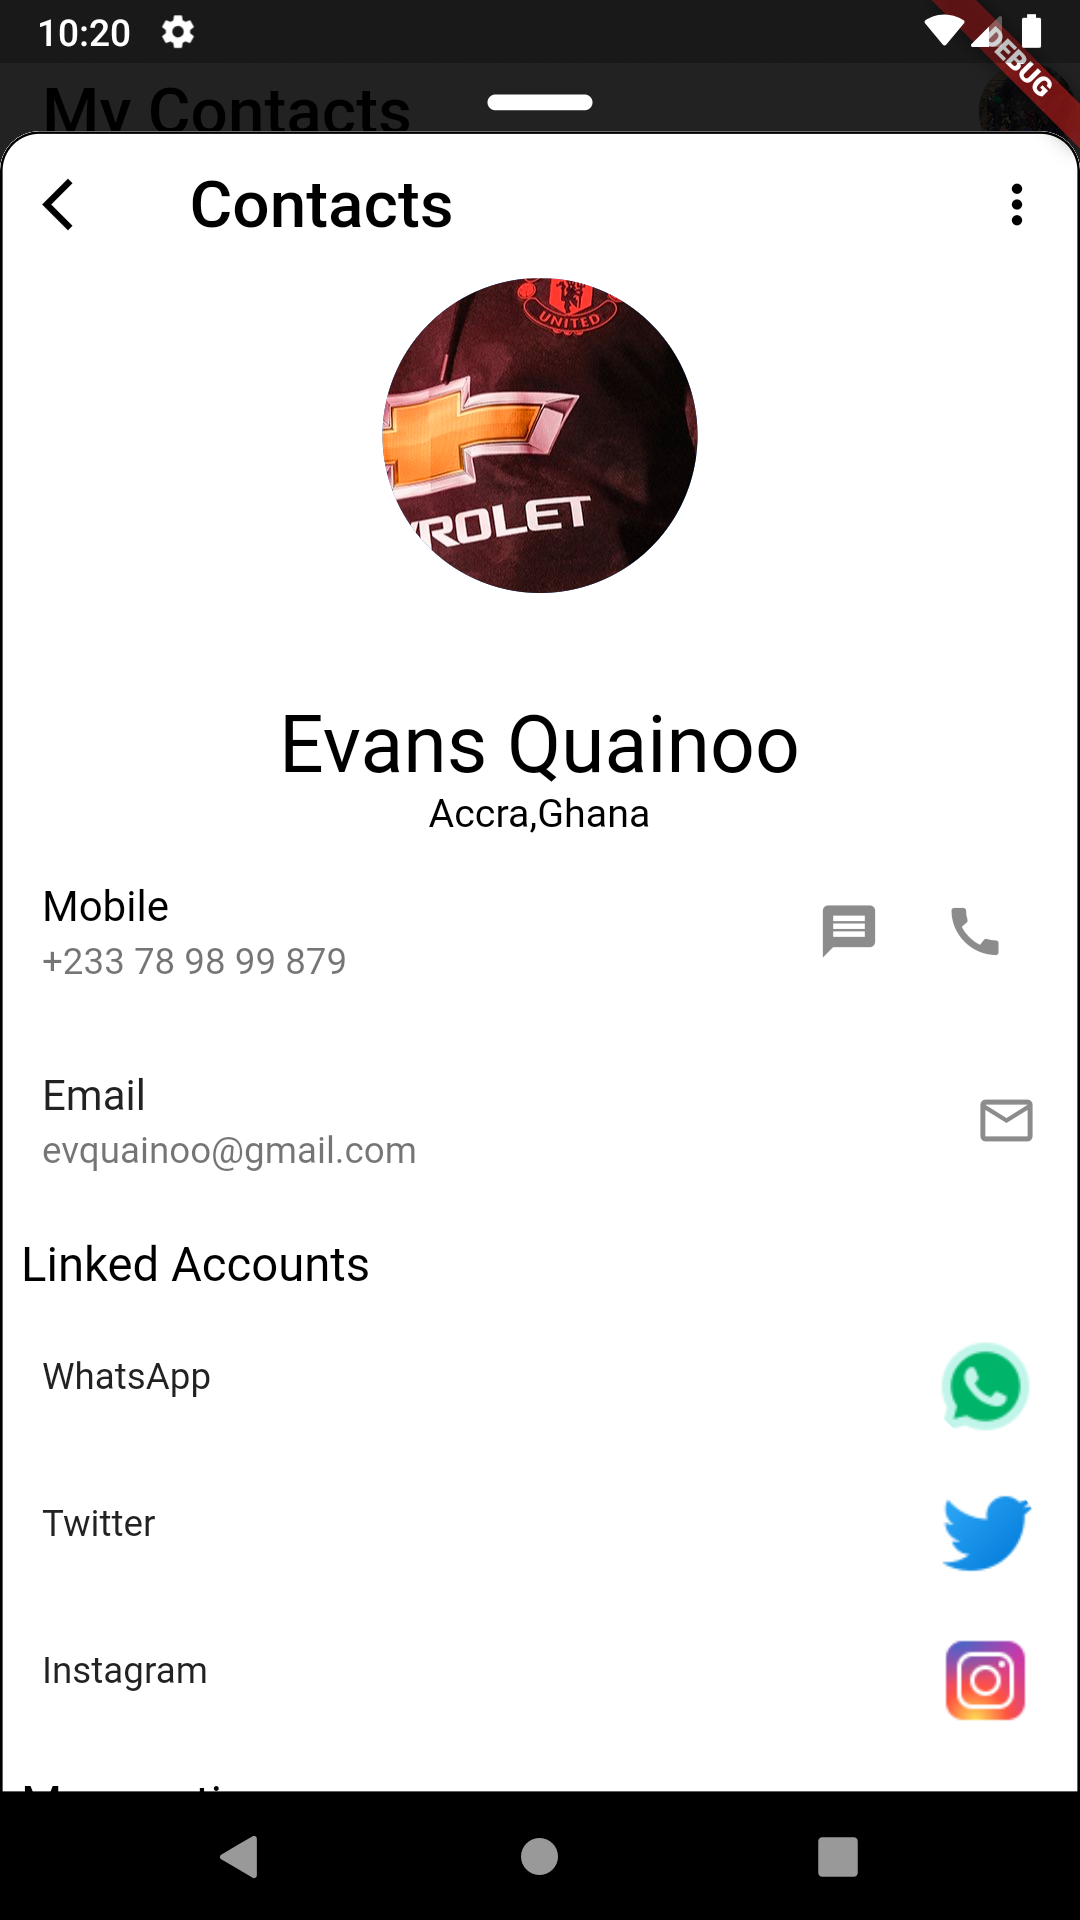 10:20
DEBUG
My Contacts
Contacts
UNITED
ROLET
Evans Quainoo
Accra,Ghana
Mobile
+233 78 98 99 879
Email
evquainoo@gmail.com
Linked Accounts
WhatsApp
Twitter
Instagram